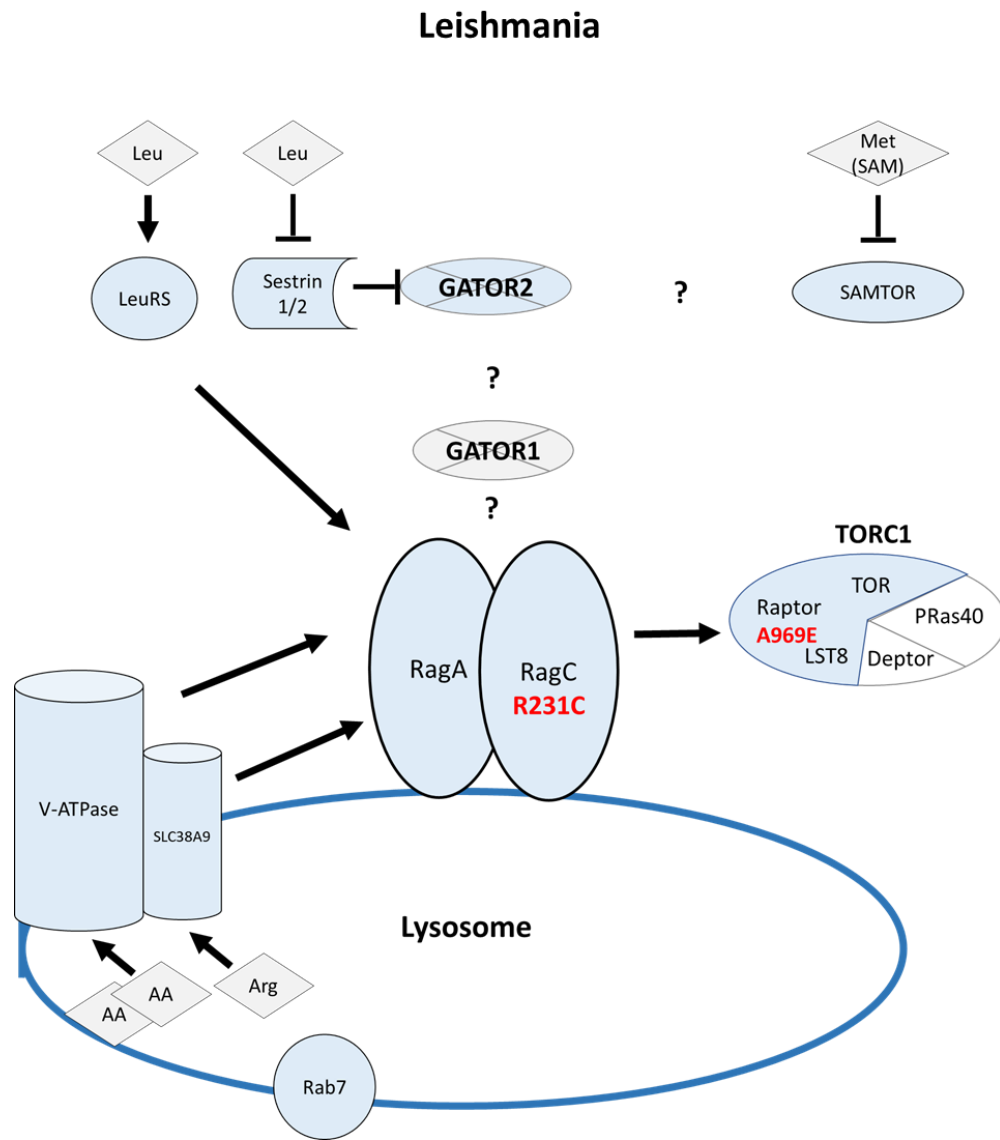 Leishmania
Leu
Leu
Met
(SAM)
LeuRS
Sestrin
1/2
GATOR2
?
SAMTOR
?
GATOR1
?
TORC1
TOR
Raptor
A969E
LST8
PRas40
Deptor
RagA
RagC
R231C
V-ATPase
SLC38A9
Lysosome
AA
AA
Arg
Rab7